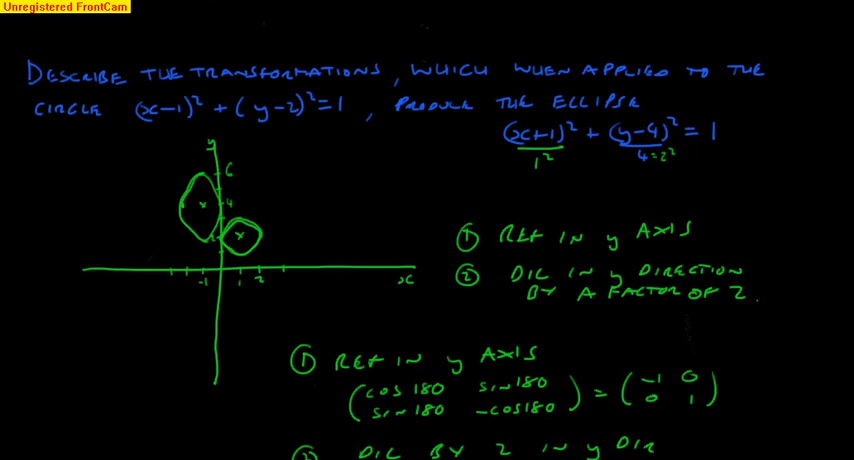 Unregistered FrontCam
DESCRIBE THE TRANSFORMATIONS, WHICH WHEN APPLIED TO THE
CIRCLE (x-1)² + (y-2)² = 1, PRODUCE THE ELLIPSE
(x+1)² + (y-4)² = 1
1² 4=2²
y
6
4
2
-1 1 2 x
① REF IN y AXIS
② DIL IN y DIRECTION
BY A FACTOR OF 2.
① REF IN y AXIS
(cos 180 sin 180
sin 180 -cos 180) = (-1 0
0 1)
② DIL BY 2 IN y DIR